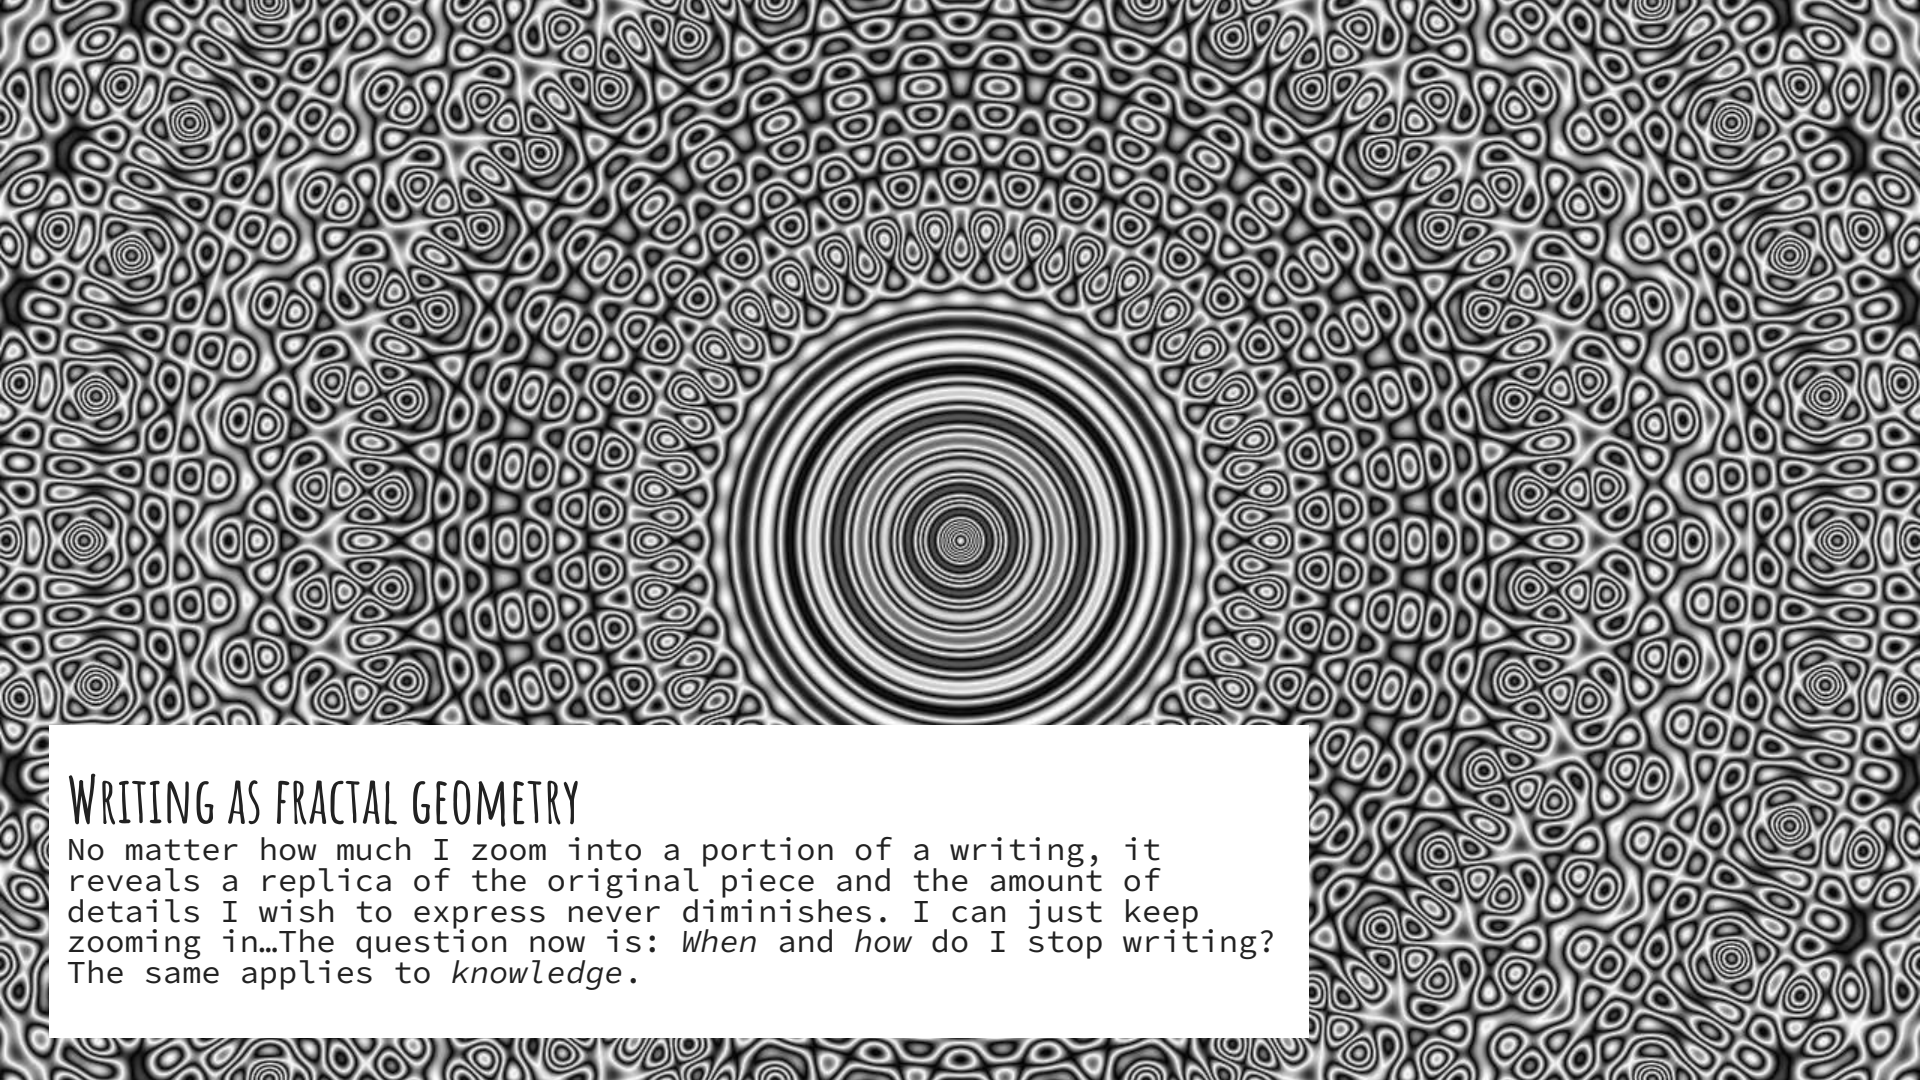 Writing as fractal geometry
No matter how much I zoom into a portion of a writing, it
reveals a replica of the original piece and the amount of
details I wish to express never diminishes. I can just keep
zooming in…The question now is: When and how do I stop writing?
The same applies to knowledge.